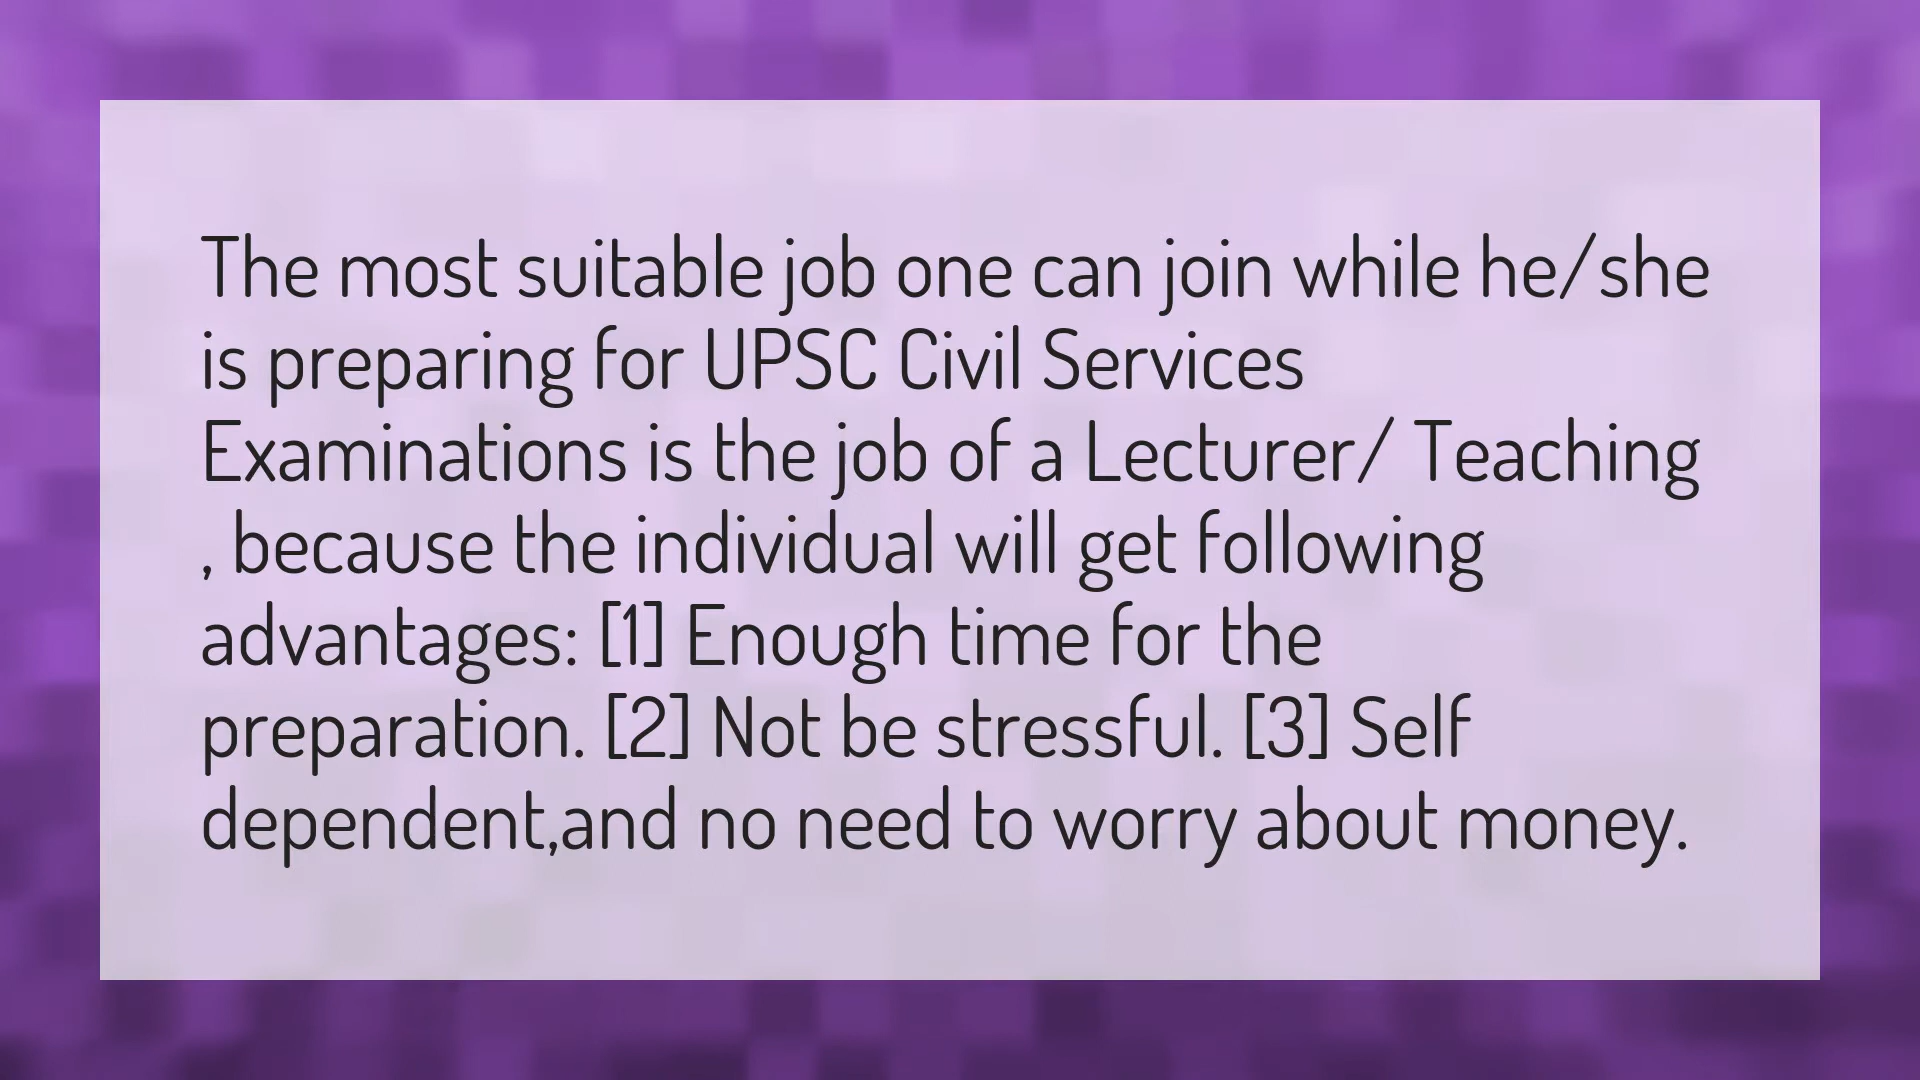 The most suitable job one can join while he/she
is preparing for UPSC Civil Services
Examinations is the job of a Lecturer/ Teaching
, because the individual will get following
advantages: [1] Enough time for the
preparation. [2] Not be stressful. [3] Self
dependent,and no need to worry about money.